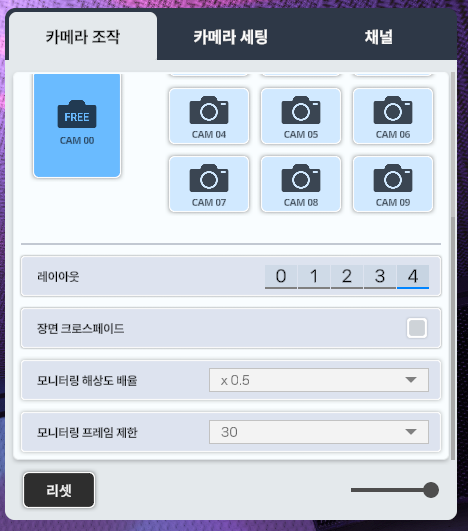 카메라 조작 카메라 세팅 채널
FREE
CAM 00
CAM 04 CAM 05 CAM 06
CAM 07 CAM 08 CAM 09
레이아웃 0 1 2 3 4
장면 크로스페이드
모니터링 해상도 배율 x 0.5
모니터링 프레임 제한 30
리셋